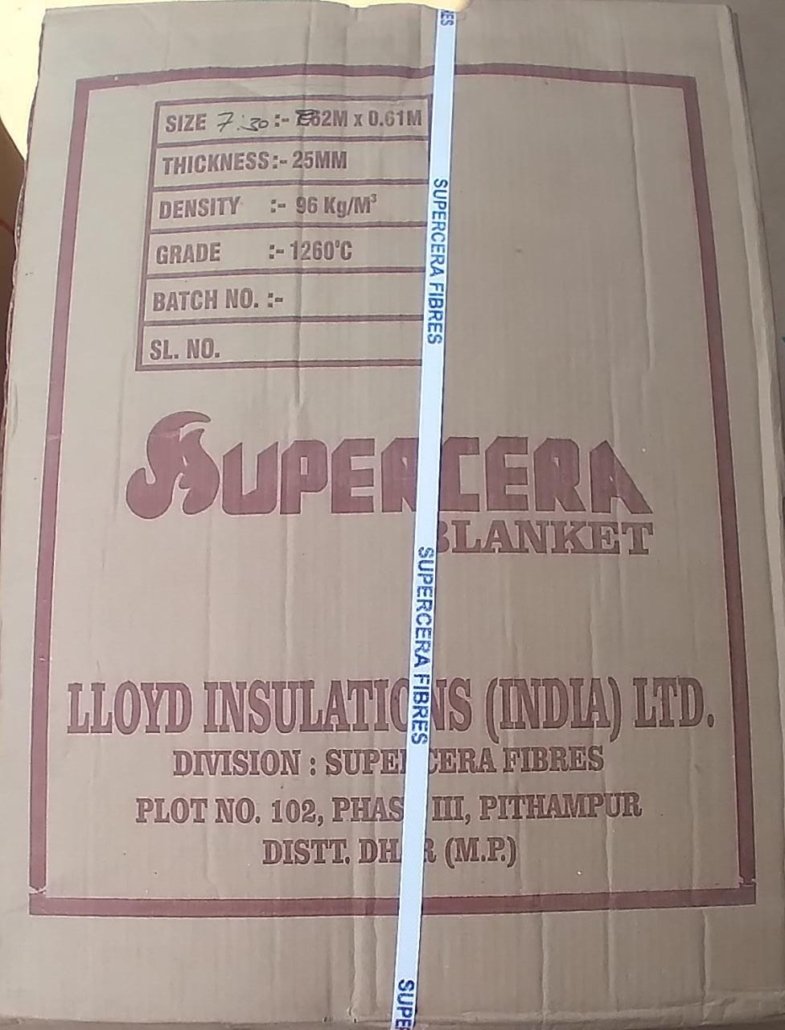 SIZE 7.30 :- 62M x 0.61M
THICKNESS:- 25MM
DENSITY :- 96 Kg/M³
GRADE :- 1260°C
BATCH NO. :-
SL. NO.
SUPERCERA
BLANKET
LLOYD INSULATIONS (INDIA) LTD.
DIVISION : SUPERCERA FIBRES
PLOT NO. 102, PHASE III, PITHAMPUR
DISTT. DHAR (M.P.)
ES
SUPERCERA FIBRES
SUPERCERA FIBRES
SUPE